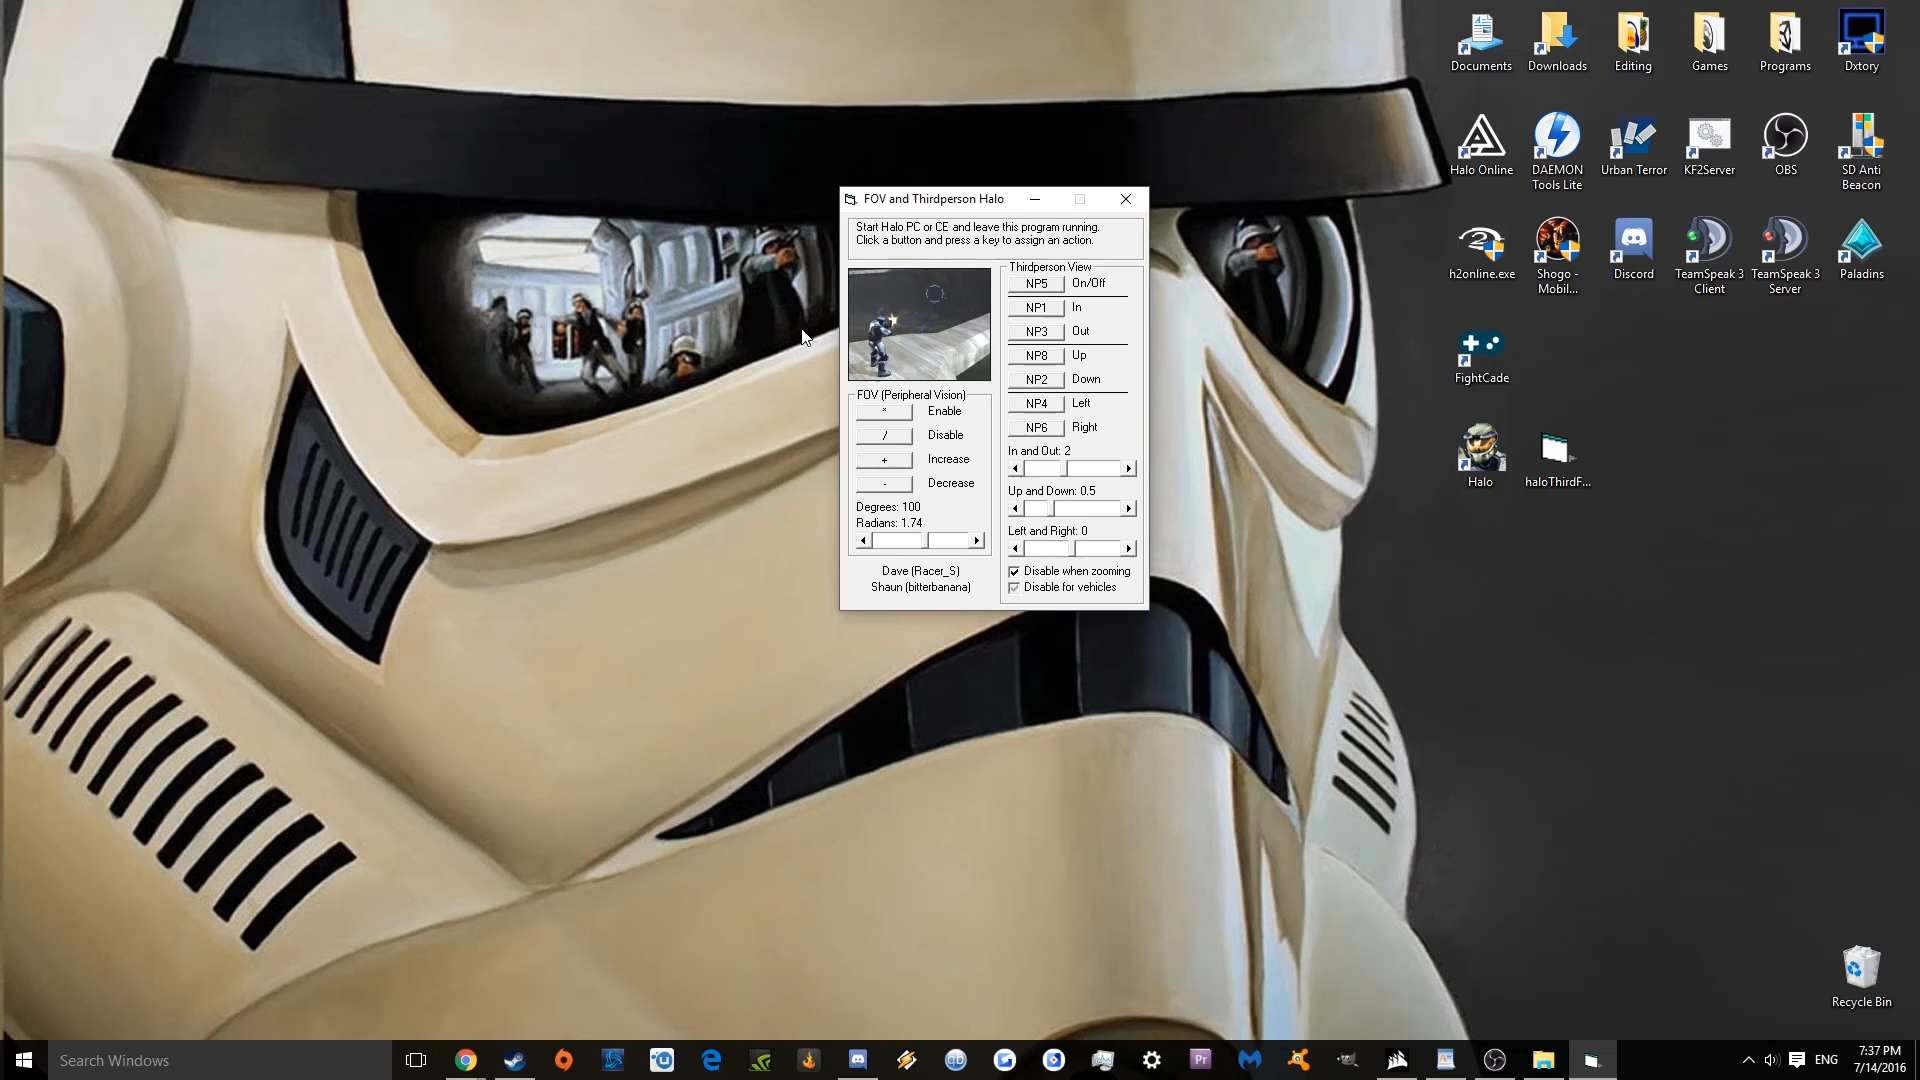 Documents
Downloads
Editing
Games
Programs
Dxtory
Halo Online
DAEMON
Tools Lite
Urban Terror
KF2Server
OBS
SD Anti
Beacon
h2online.exe
Shogo -
Mobil...
Discord
TeamSpeak 3
Client
TeamSpeak 3
Server
Paladins
FightCade
Halo
haloThirdF...
Recycle Bin
FOV and Thirdperson Halo
Start Halo PC or CE and leave this program running.
Click a button and press a key to assign an action.
FOV (Peripheral Vision)
* Enable
/ Disable
+ Increase
- Decrease
Degrees: 100
Radians: 1.74
Dave (Racer_S)
Shaun (bitterbanana)
Thirdperson View
NP5 On/Off
NP1 In
NP3 Out
NP8 Up
NP2 Down
NP4 Left
NP6 Right
In and Out: 2
Up and Down: 0.5
Left and Right: 0
Disable when zooming
Disable for vehicles
Search Windows
Pr
ENG
7:37 PM
7/14/2016